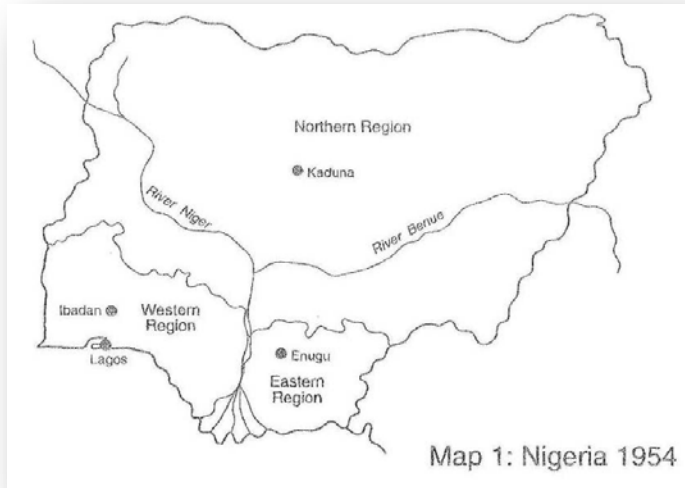 Northern Region
Kaduna
River Niger
River Benue
Ibadan
Western
Region
Lagos
Enugu
Eastern
Region
Map 1: Nigeria 1954